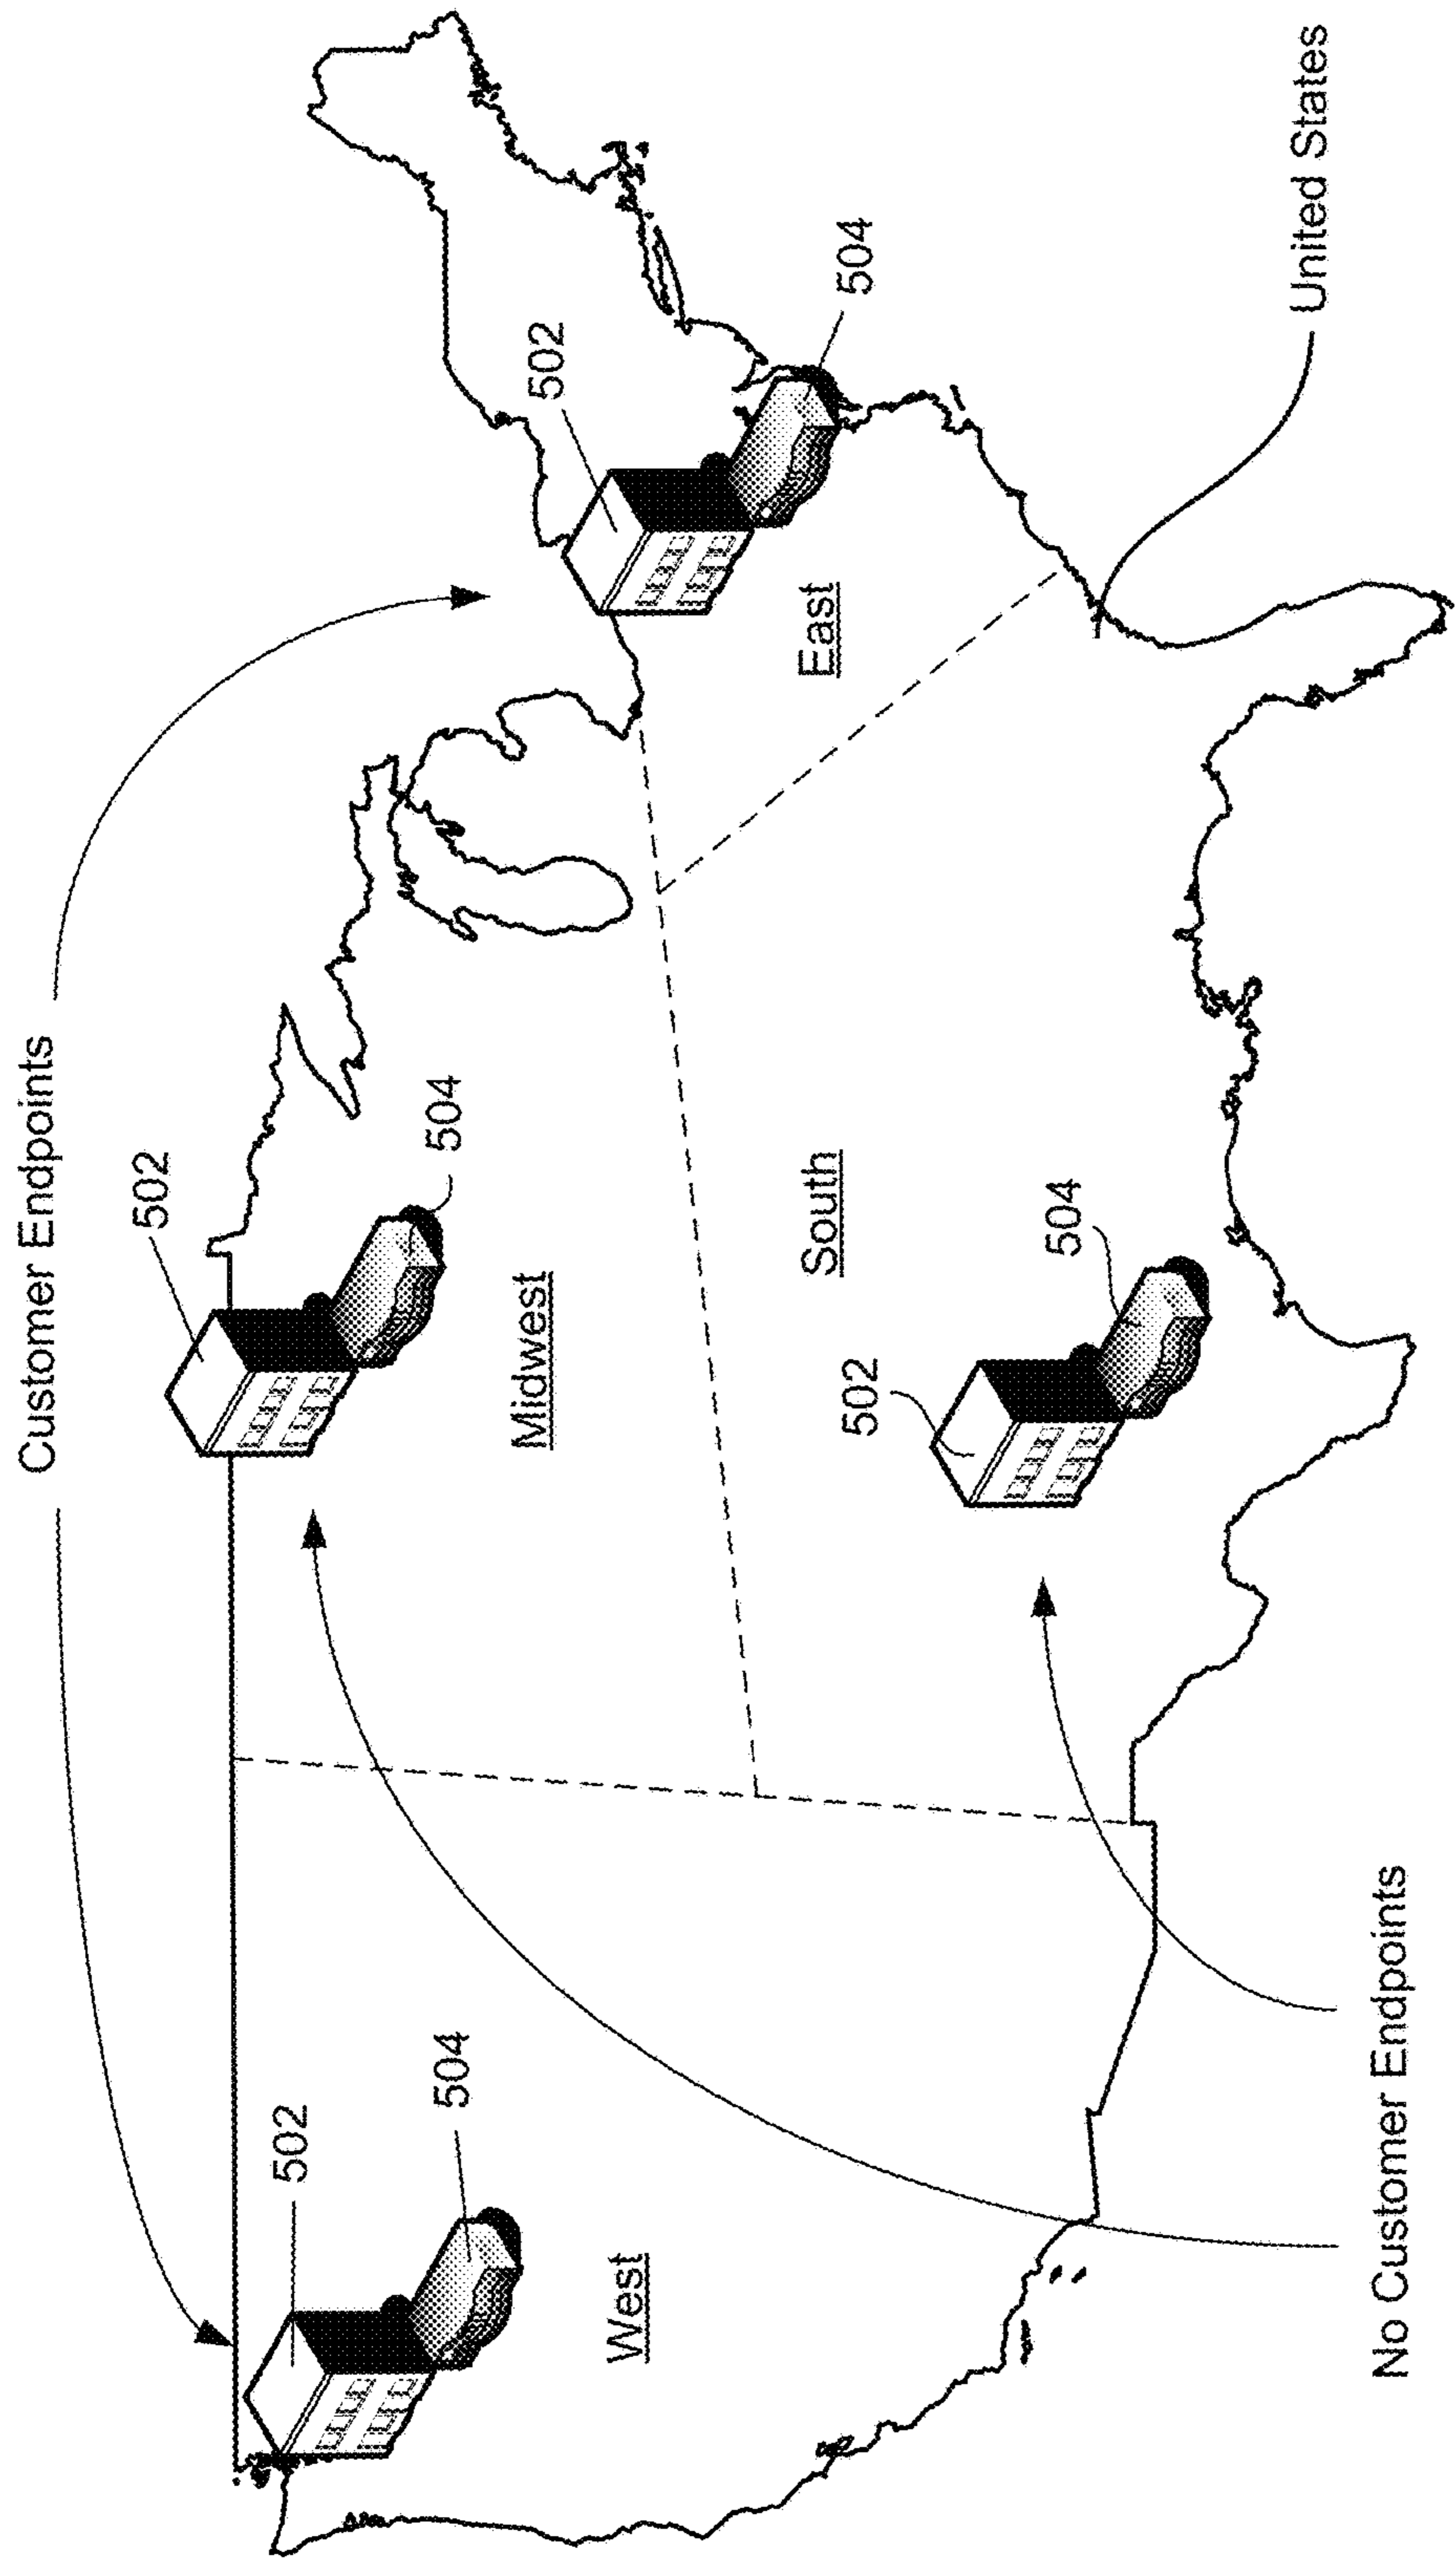 Customer Endpoints
502
504
502
504
502
504
West
Midwest
East
South
502
504
United States
No Customer Endpoints